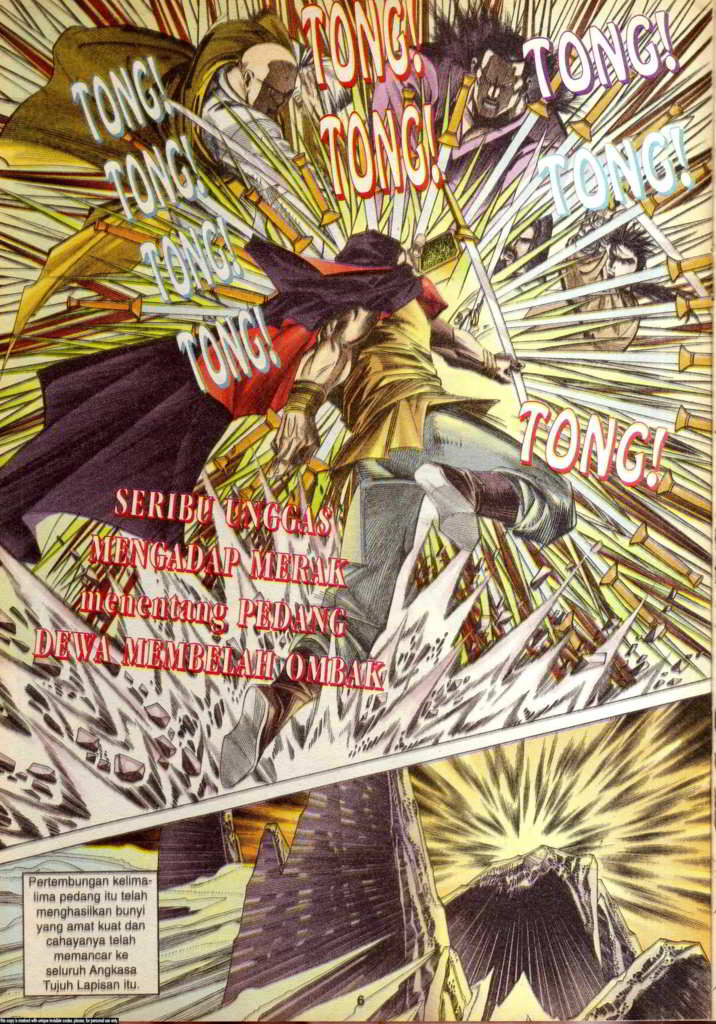 TONG!
TONG!
TONG!
TONG!
TONG!
TONG!
TONG!
TONG!
TONG!
TONG!
SERIBU UNGGAS
MENGADAP MERAK
menentang PEDANG
DEWA MEMBELAH OMBAK
Pertembungan kelima-
lima pedang itu telah
menghasilkan bunyi
yang amat kuat dan
cahayanya telah
memancar ke
seluruh Angkasa
Tujuh Lapisan itu.
6